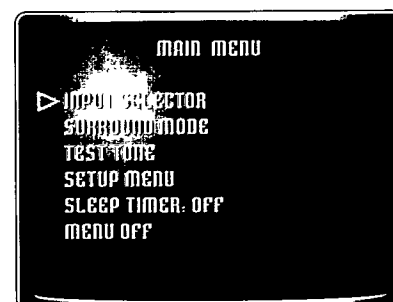 MAIN MENU
INPUT SELECTOR
SURROUND MODE
TEST TONE
SETUP MENU
SLEEP TIMER: OFF
MENU OFF